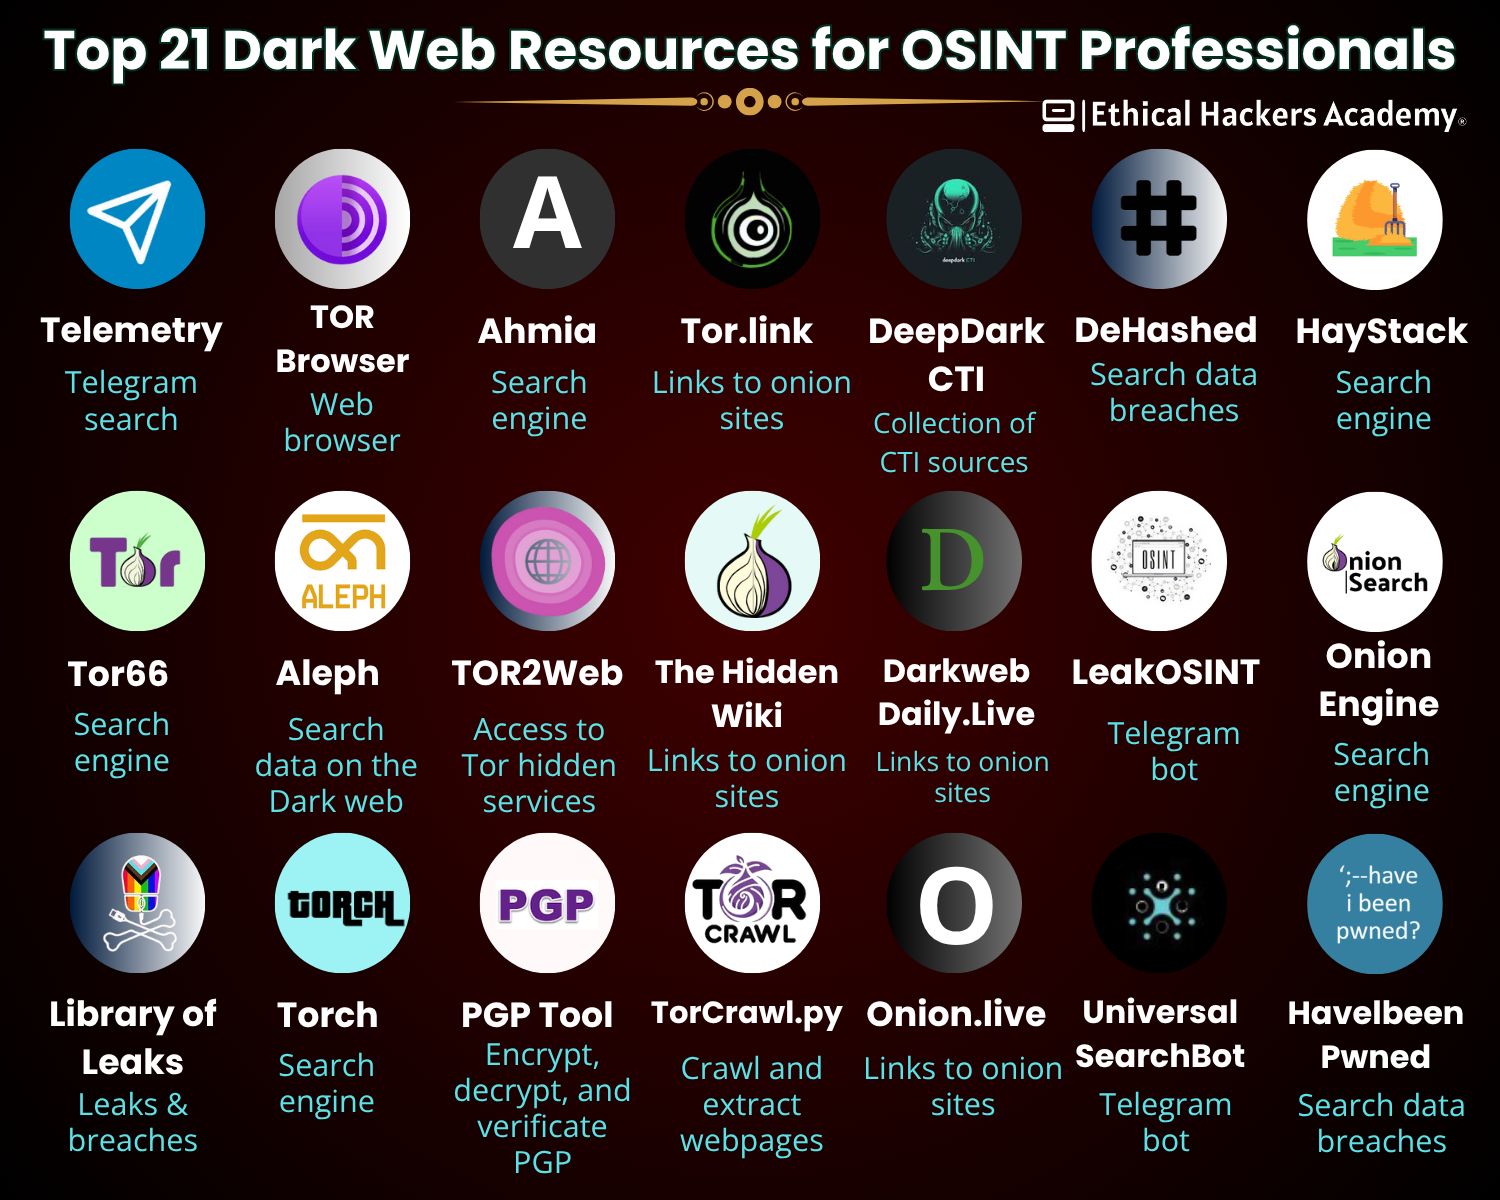 Top 21 Dark Web Resources for OSINT Professionals
Ethical Hackers Academy®
A
deepdark CTI
#
Telemetry
Telegram
search
TOR
Browser
Web
browser
Ahmia
Search
engine
Tor.link
Links to onion
sites
DeepDark
CTI
Collection of
CTI sources
DeHashed
Search data
breaches
HayStack
Search
engine
Tor
ALEPH
D
OSINT
Onion
Search
Tor66
Search
engine
Aleph
Search
data on the
Dark web
TOR2Web
Access to
Tor hidden
services
The Hidden
Wiki
Links to onion
sites
Darkweb
Daily.Live
Links to onion
sites
LeakOSINT
Telegram
bot
Onion
Engine
Search
engine
TORCH
PGP
TOR
CRAWL
O
';--have
i been
pwned?
Library of
Leaks
Leaks &
breaches
Torch
Search
engine
PGP Tool
Encrypt,
decrypt, and
verificate
PGP
TorCrawl.py
Crawl and
extract
webpages
Onion.live
Links to onion
sites
Universal
SearchBot
Telegram
bot
HaveIbeen
Pwned
Search data
breaches